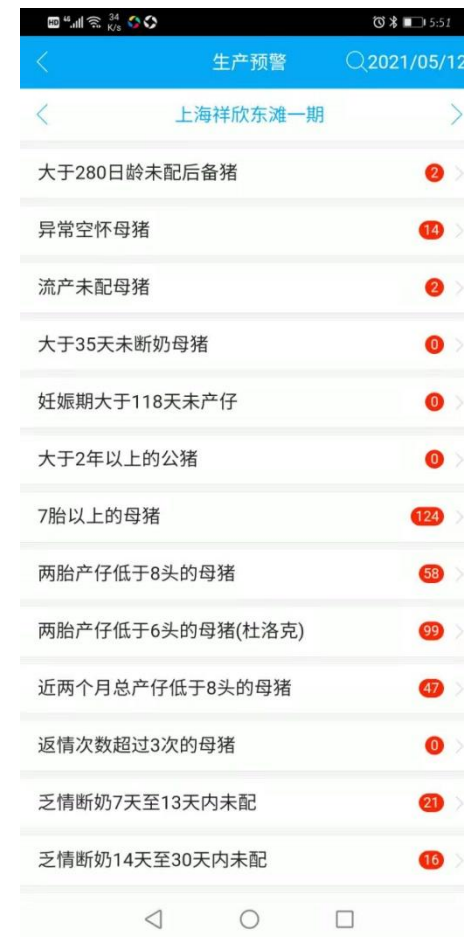 HD 46 34 K/s 5:51
生产预警 2021/05/12
上海祥欣东滩一期
大于280日龄未配后备猪 2
异常空怀母猪 14
流产未配母猪 2
大于35天未断奶母猪 0
妊娠期大于118天未产仔 0
大于2年以上的公猪 0
7胎以上的母猪 124
两胎产仔低于8头的母猪 58
两胎产仔低于6头的母猪(杜洛克) 99
近两个月总产仔低于8头的母猪 47
返情次数超过3次的母猪 0
乏情断奶7天至13天内未配 21
乏情断奶14天至30天内未配 16